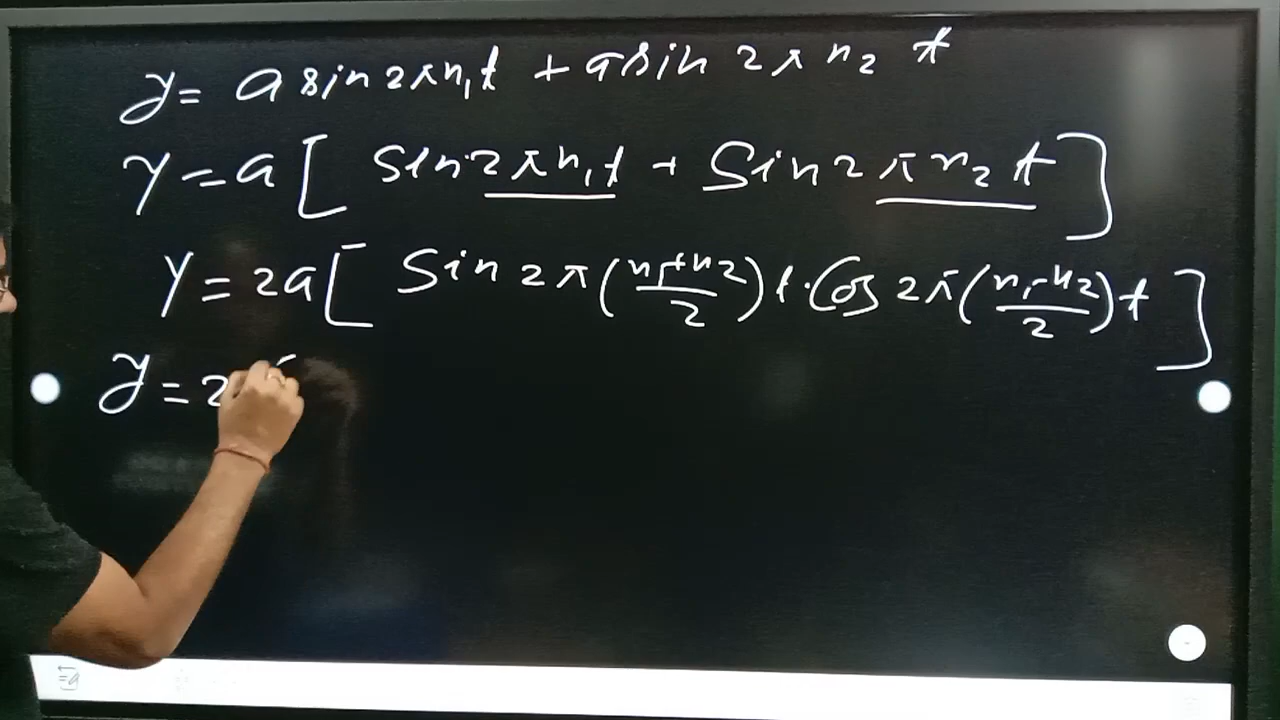 y = a sin 2πn₁t + a sin 2πn₂ t
y = a [ Sin 2πn₁t + Sin 2πn₂ t ]
y = 2a [ Sin 2π (n₁+n₂/2) t . Cos 2π (n₁-n₂/2) t ]
y = 2
=a